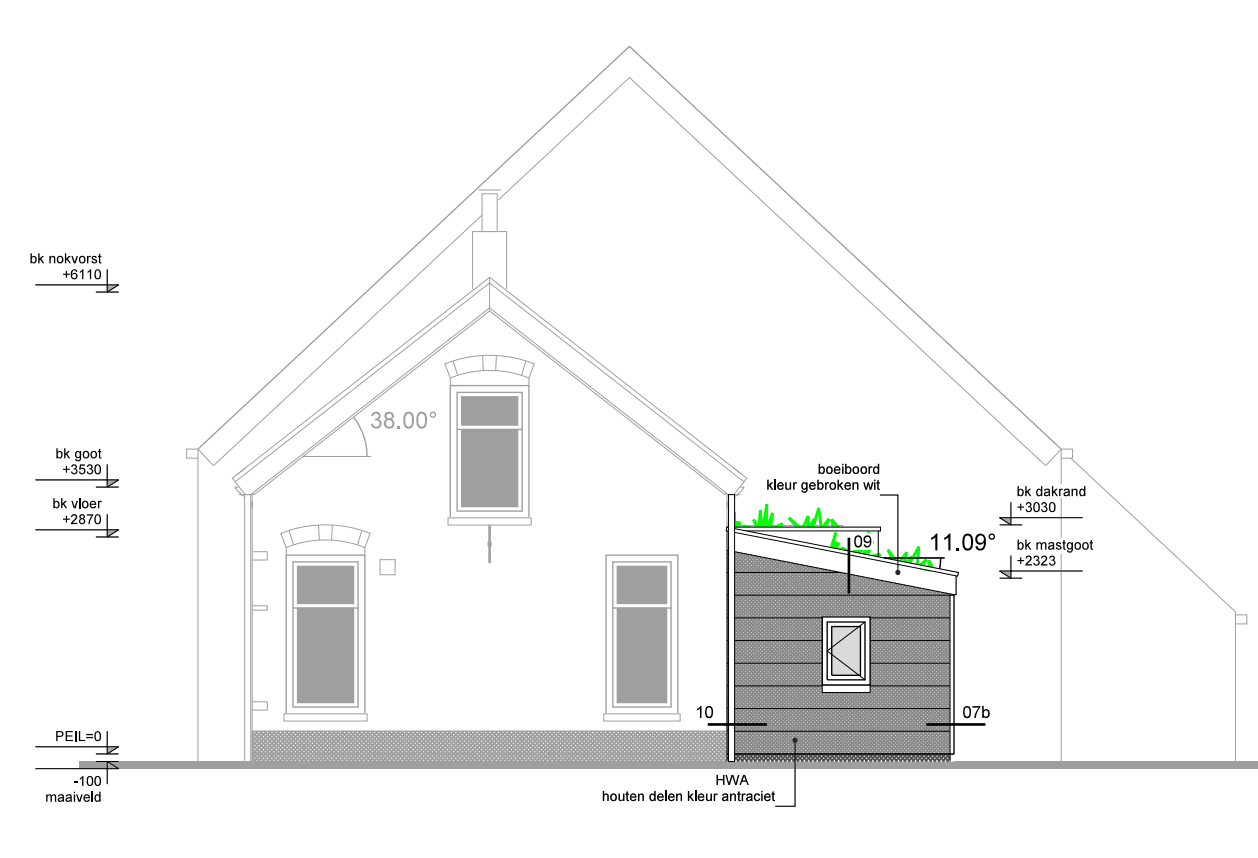 bk nokvorst
+6110
38.00°
bk goot
+3530
bk vloer
+2870
boeiboord
kleur gebroken wit
bk dakrand
+3030
09
11.09°
bk mastgoot
+2323
10
07b
PEIL=0
-100
maaiveld
HWA
houten delen kleur antraciet